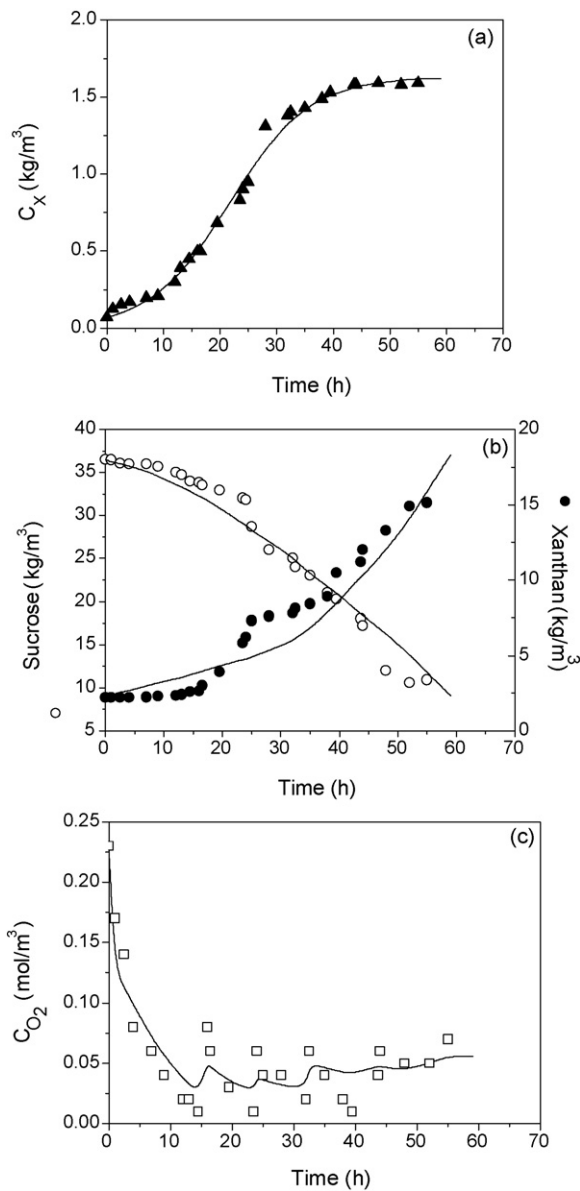 (a)
2.0
1.5
1.0
0.5
0.0
C_X (kg/m³)
0 10 20 30 40 50 60 70
Time (h)
(b)
40
35
30
25
20
15
10
5
Sucrose (kg/m³)
20
15
10
5
0
Xanthan (kg/m³)
0 10 20 30 40 50 60 70
Time (h)
(c)
0.25
0.20
0.15
0.10
0.05
0.00
C_O₂ (mol/m³)
0 10 20 30 40 50 60 70
Time (h)